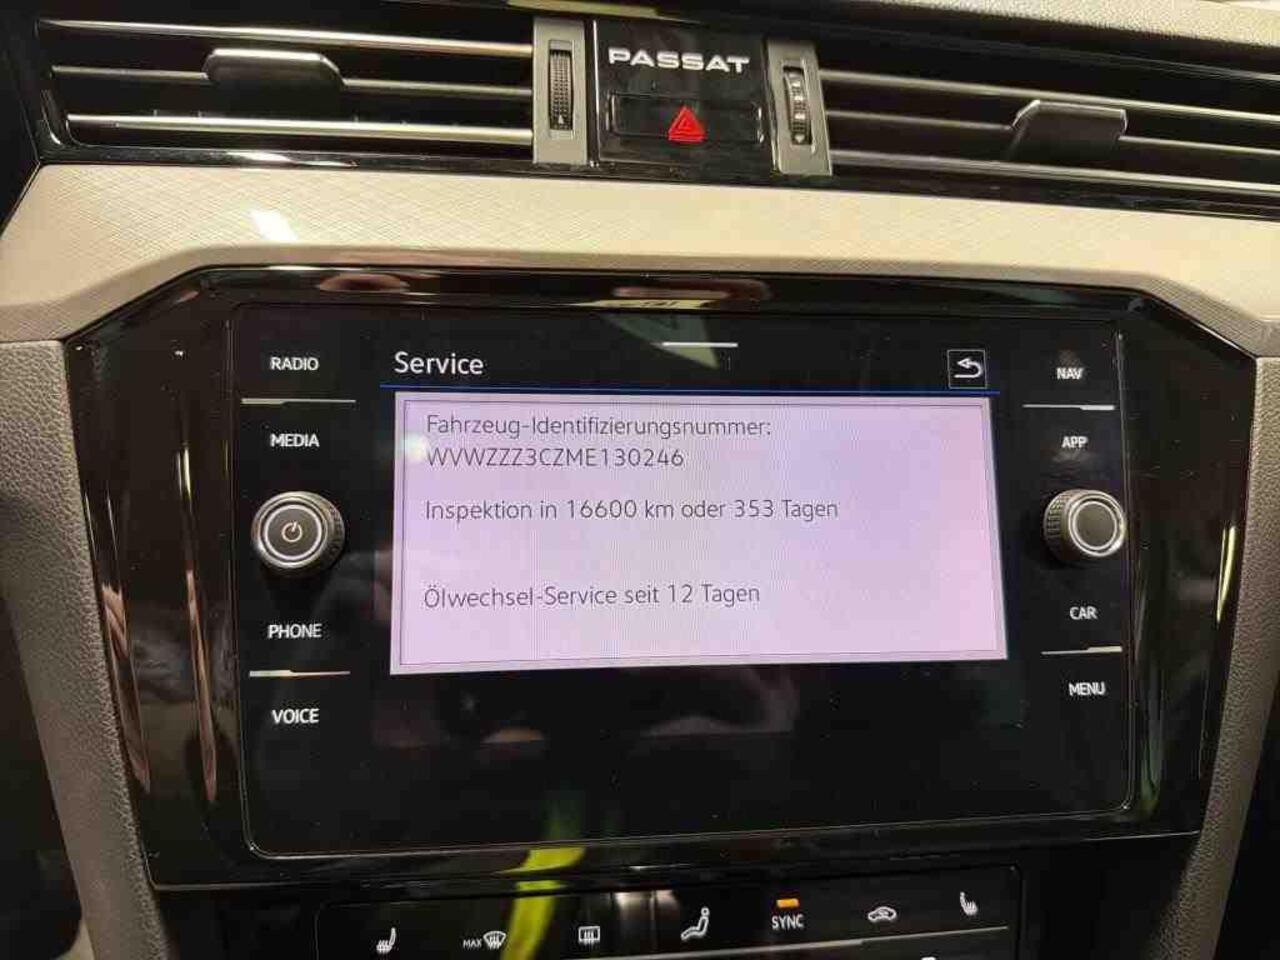 PASSAT
RADIO
MEDIA
PHONE
VOICE
Service
Fahrzeug-Identifizierungsnummer:
WVWZZZ3CZME130246
Inspektion in 16600 km oder 353 Tagen
Ölwechsel-Service seit 12 Tagen
NAV
APP
CAR
MENU
MAX
SYNC